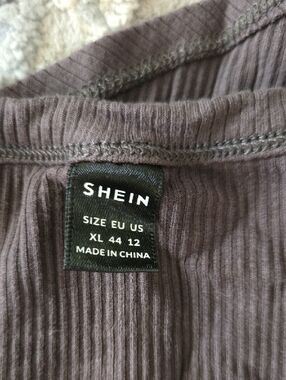 SHEIN
SIZE EU US
XL 44 12
MADE IN CHINA